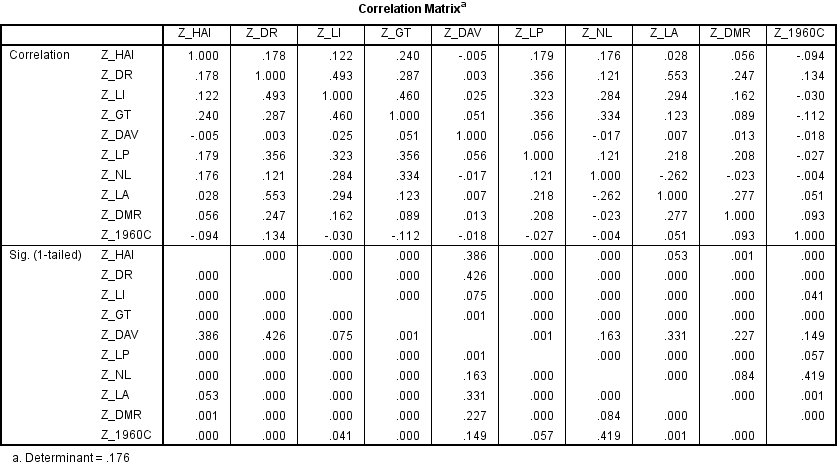 Correlation Matrixa
Z_HAI Z_DR Z_LI Z_GT Z_DAV Z_LP Z_NL Z_LA Z_DMR Z_1960C
Correlation Z_HAI 1.000 .178 .122 .240 -.005 .179 .176 .028 .056 -.094
Z_DR .178 1.000 .493 .287 .003 .356 .121 .553 .247 .134
Z_LI .122 .493 1.000 .460 .025 .323 .284 .294 .162 -.030
Z_GT .240 .287 .460 1.000 .051 .356 .334 .123 .089 -.112
Z_DAV -.005 .003 .025 .051 1.000 .056 -.017 .007 .013 -.018
Z_LP .179 .356 .323 .356 .056 1.000 .121 .218 .208 -.027
Z_NL .176 .121 .284 .334 -.017 .121 1.000 -.262 -.023 -.004
Z_LA .028 .553 .294 .123 .007 .218 -.262 1.000 .277 .051
Z_DMR .056 .247 .162 .089 .013 .208 -.023 .277 1.000 .093
Z_1960C -.094 .134 -.030 -.112 -.018 -.027 -.004 .051 .093 1.000
Sig. (1-tailed) Z_HAI .000 .000 .000 .386 .000 .000 .053 .001 .000
Z_DR .000 .000 .000 .426 .000 .000 .000 .000 .000
Z_LI .000 .000 .000 .075 .000 .000 .000 .000 .041
Z_GT .000 .000 .000 .001 .000 .000 .000 .000 .000
Z_DAV .386 .426 .075 .001 .001 .163 .331 .227 .149
Z_LP .000 .000 .000 .000 .001 .000 .000 .000 .057
Z_NL .000 .000 .000 .000 .163 .000 .000 .084 .419
Z_LA .053 .000 .000 .000 .331 .000 .000 .000 .001
Z_DMR .001 .000 .000 .000 .227 .000 .084 .000 .000
Z_1960C .000 .000 .041 .000 .149 .057 .419 .001 .000
a. Determinant = .176